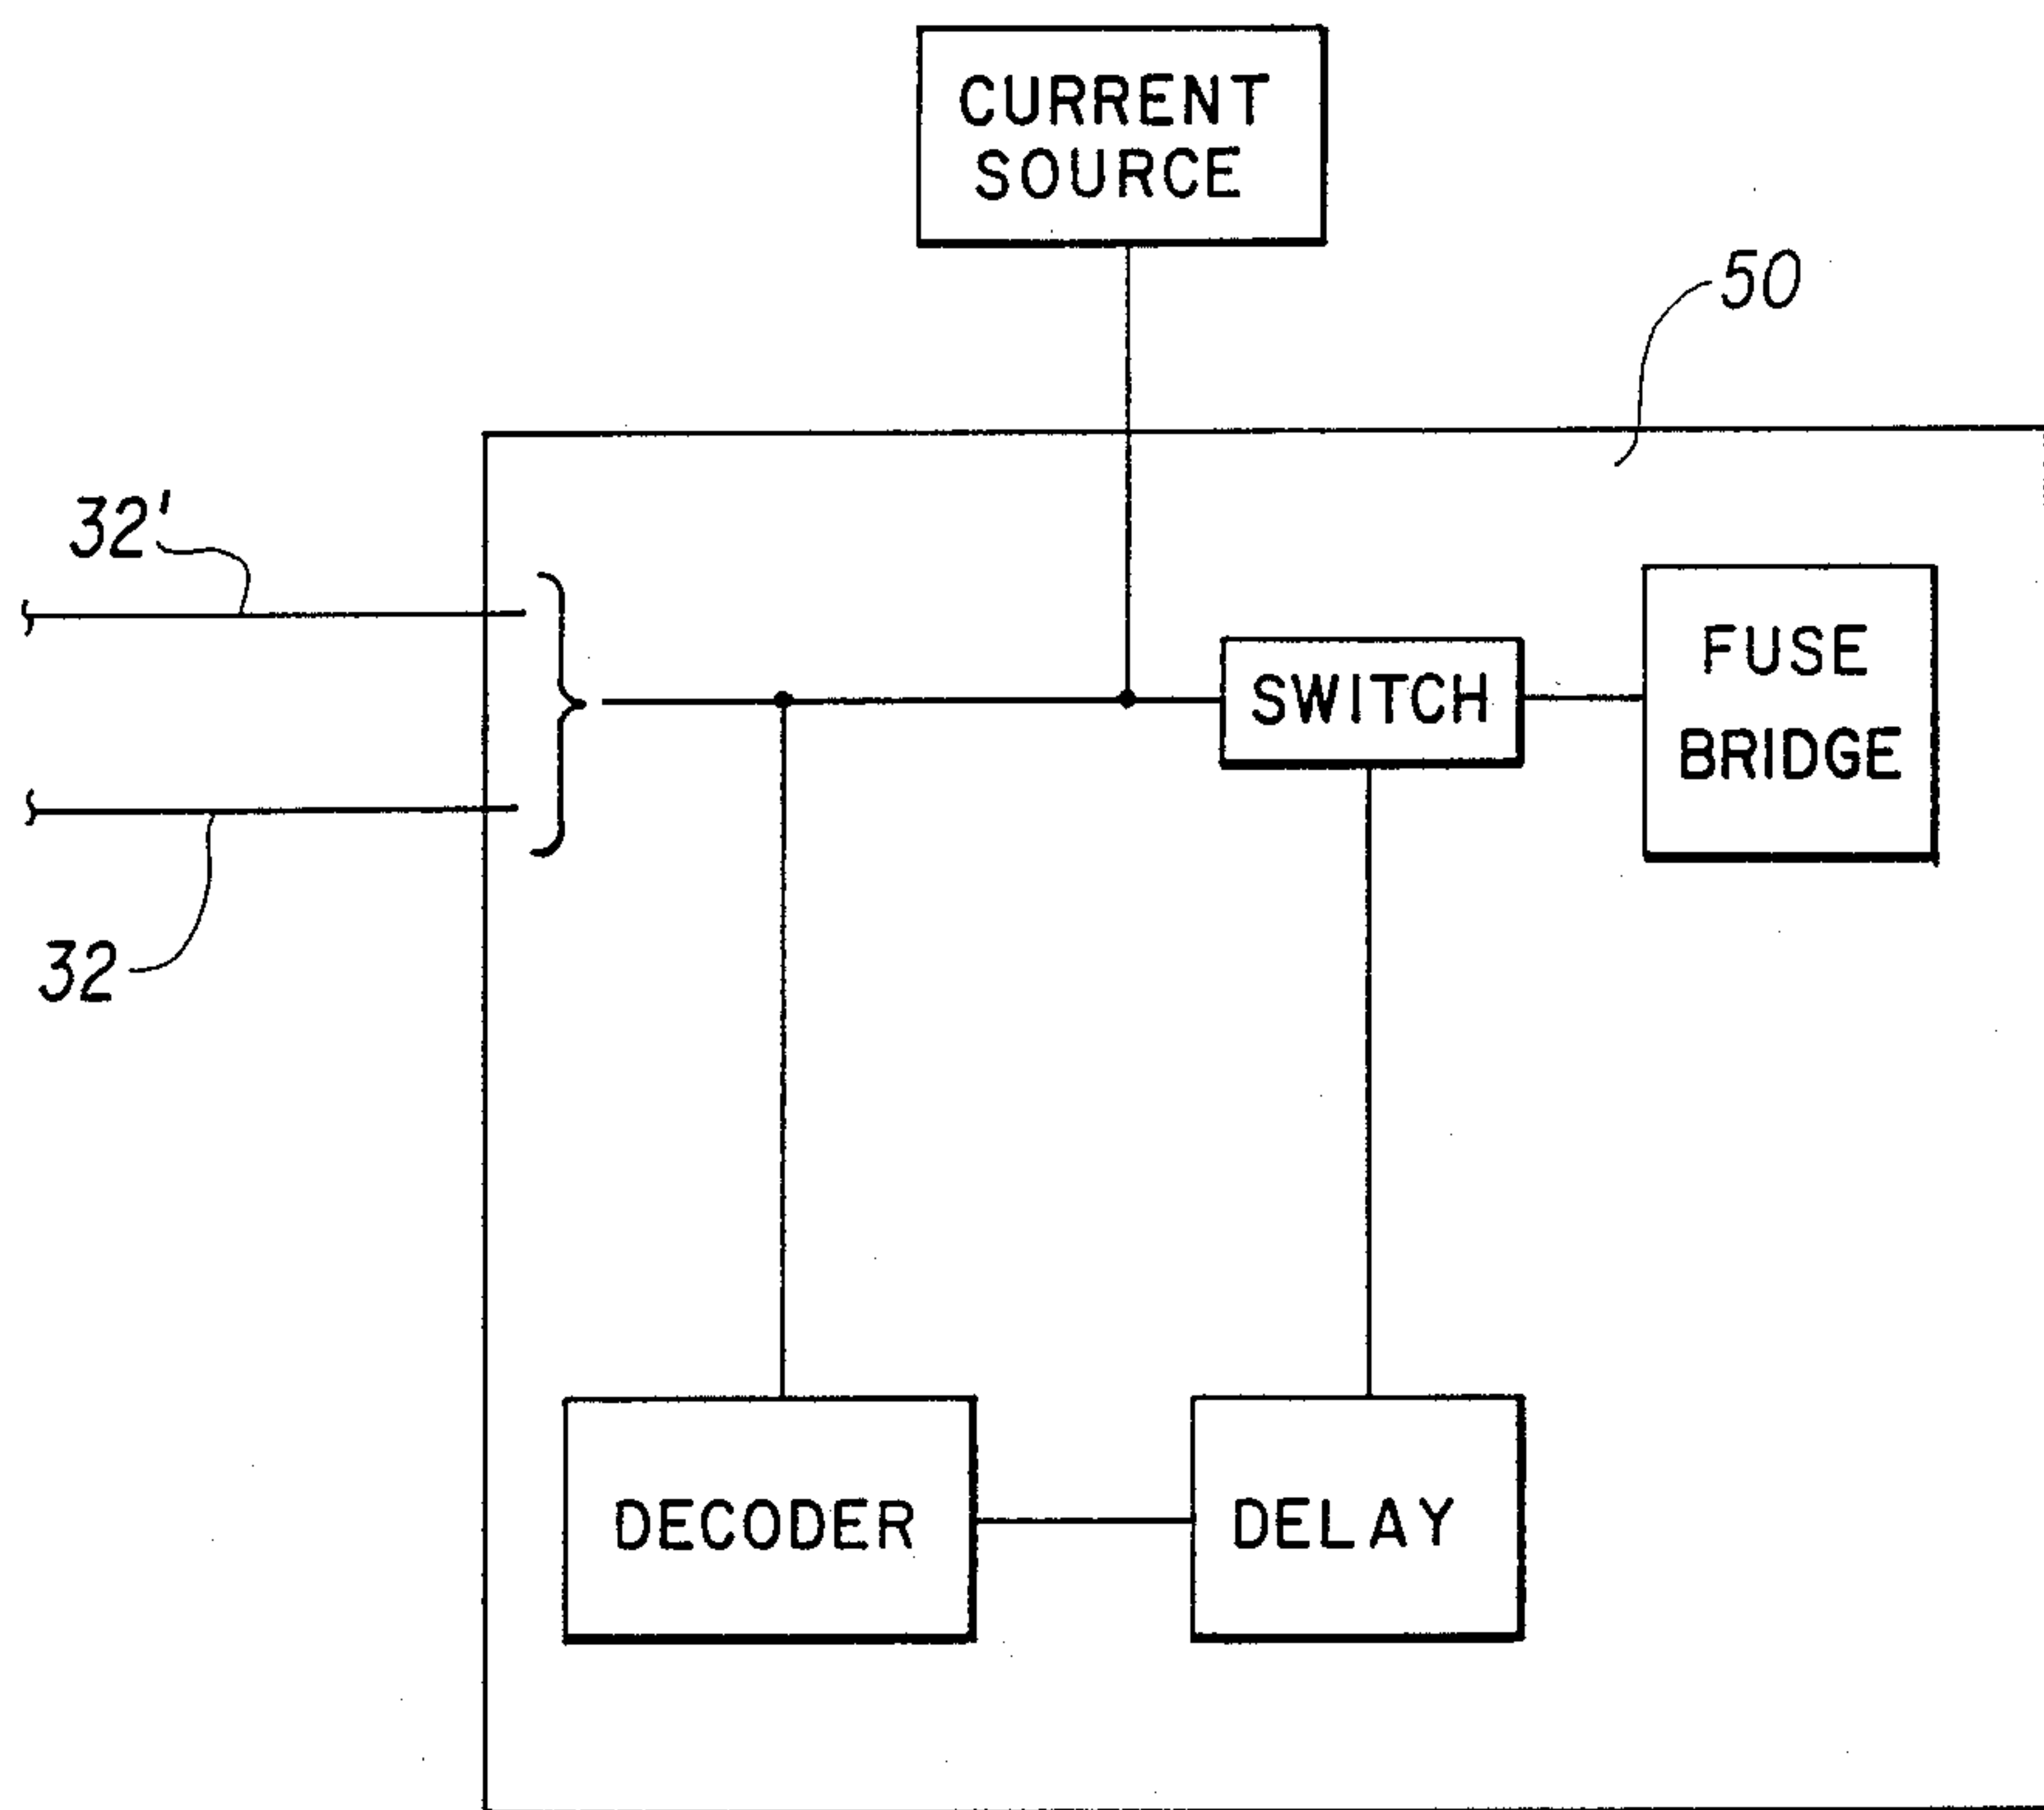 CURRENT
SOURCE
50
32'
FUSE
BRIDGE
SWITCH
32
DECODER
DELAY